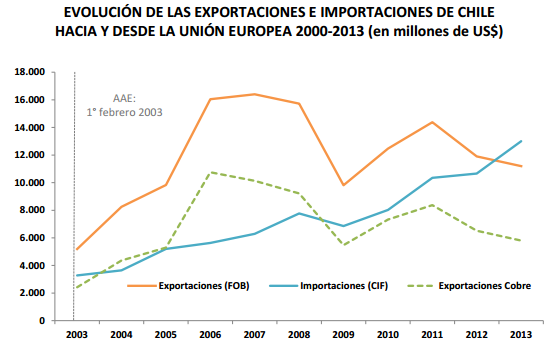 EVOLUCIÓN DE LAS EXPORTACIONES E IMPORTACIONES DE CHILE
HACIA Y DESDE LA UNIÓN EUROPEA 2000-2013 (en millones de US$)
18.000
16.000
14.000
12.000
10.000
8.000
6.000
4.000
2.000
0
AAE:
1° febrero 2003
Exportaciones (FOB) Importaciones (CIF) Exportaciones Cobre
2003 2004 2005 2006 2007 2008 2009 2010 2011 2012 2013